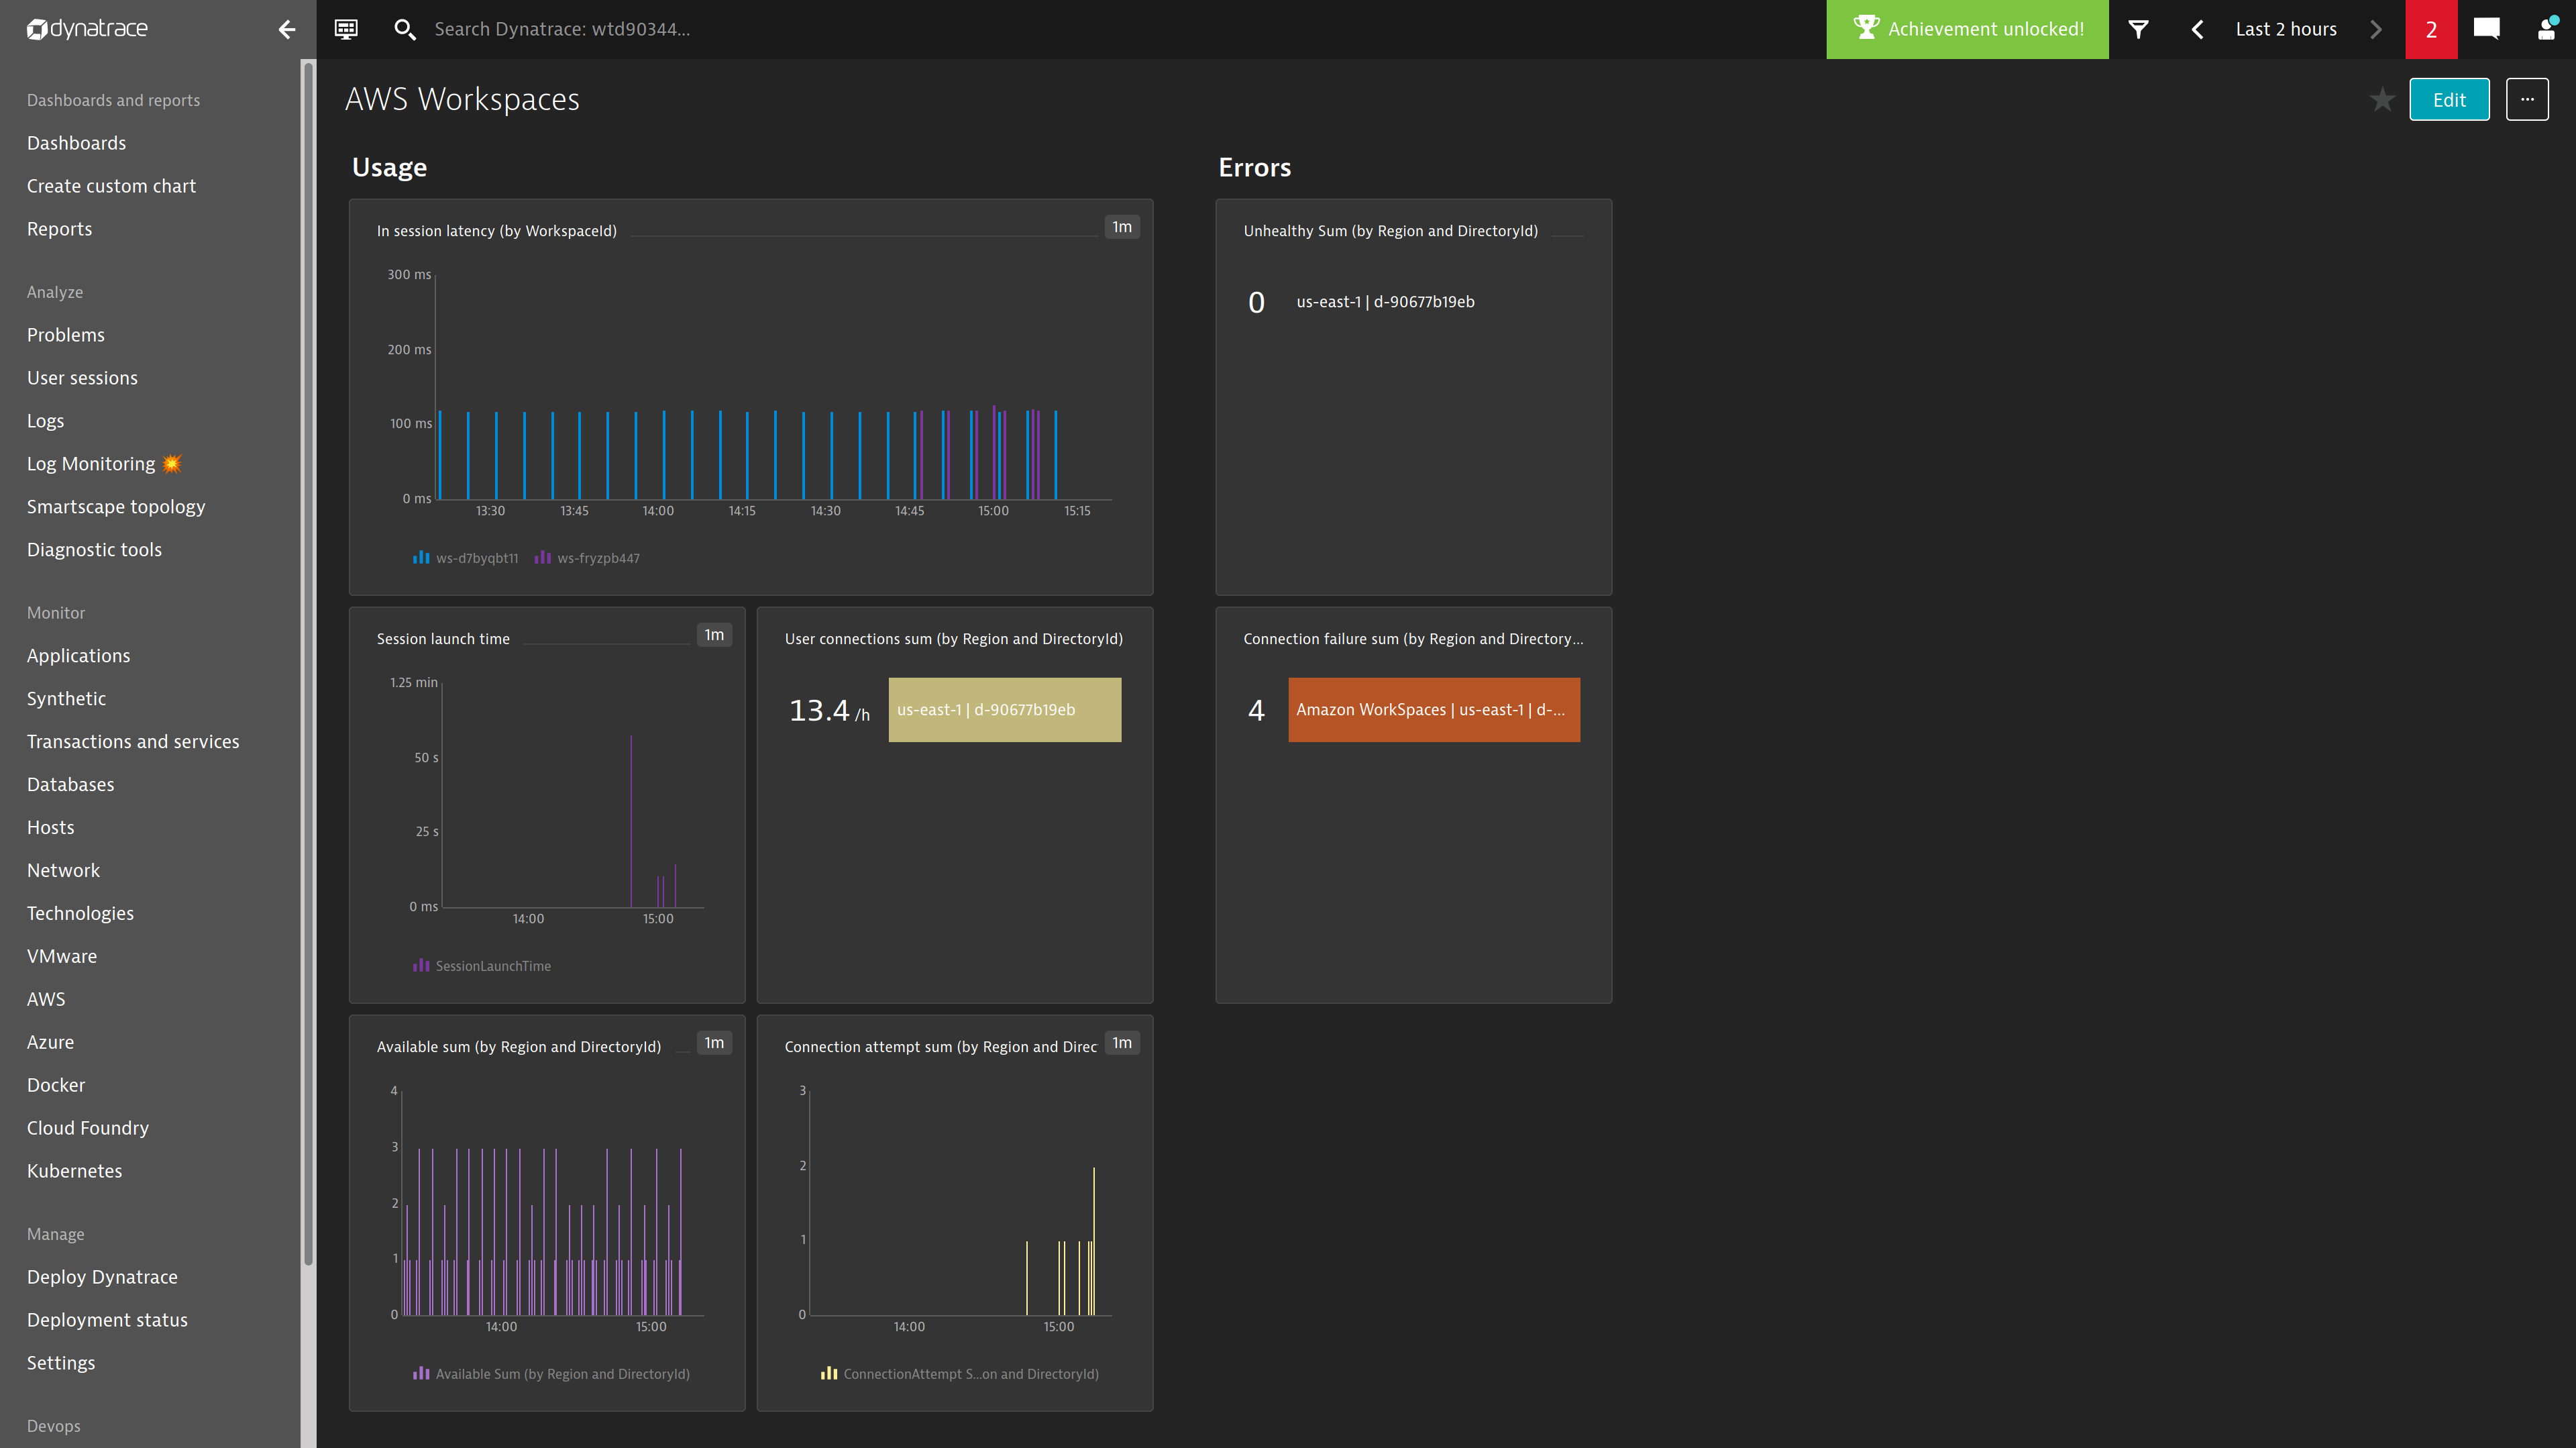 dynatrace
Search Dynatrace: wtd90344...
Achievement unlocked!
Last 2 hours
2
Dashboards and reports
Dashboards
Create custom chart
Reports
Analyze
Problems
User sessions
Logs
Log Monitoring 💥
Smartscape topology
Diagnostic tools
Monitor
Applications
Synthetic
Transactions and services
Databases
Hosts
Network
Technologies
VMware
AWS
Azure
Docker
Cloud Foundry
Kubernetes
Manage
Deploy Dynatrace
Deployment status
Settings
Devops
AWS Workspaces
Edit
...
Usage
In session latency (by WorkspaceId)
1m
300 ms
200 ms
100 ms
0 ms
13:30 13:45 14:00 14:15 14:30 14:45 15:00 15:15
ws-d7byqbt11 ws-fryzpb447
Session launch time
1m
1.25 min
50 s
25 s
0 ms
14:00 15:00
SessionLaunchTime
User connections sum (by Region and DirectoryId)
13.4 /h us-east-1 | d-90677b19eb
Available sum (by Region and DirectoryId)
1m
4
3
2
1
0
14:00 15:00
Available Sum (by Region and DirectoryId)
Connection attempt sum (by Region and Direc
1m
3
2
1
0
14:00 15:00
ConnectionAttempt S...on and DirectoryId)
Errors
Unhealthy Sum (by Region and DirectoryId)
0 us-east-1 | d-90677b19eb
Connection failure sum (by Region and Directory...
4 Amazon WorkSpaces | us-east-1 | d-...